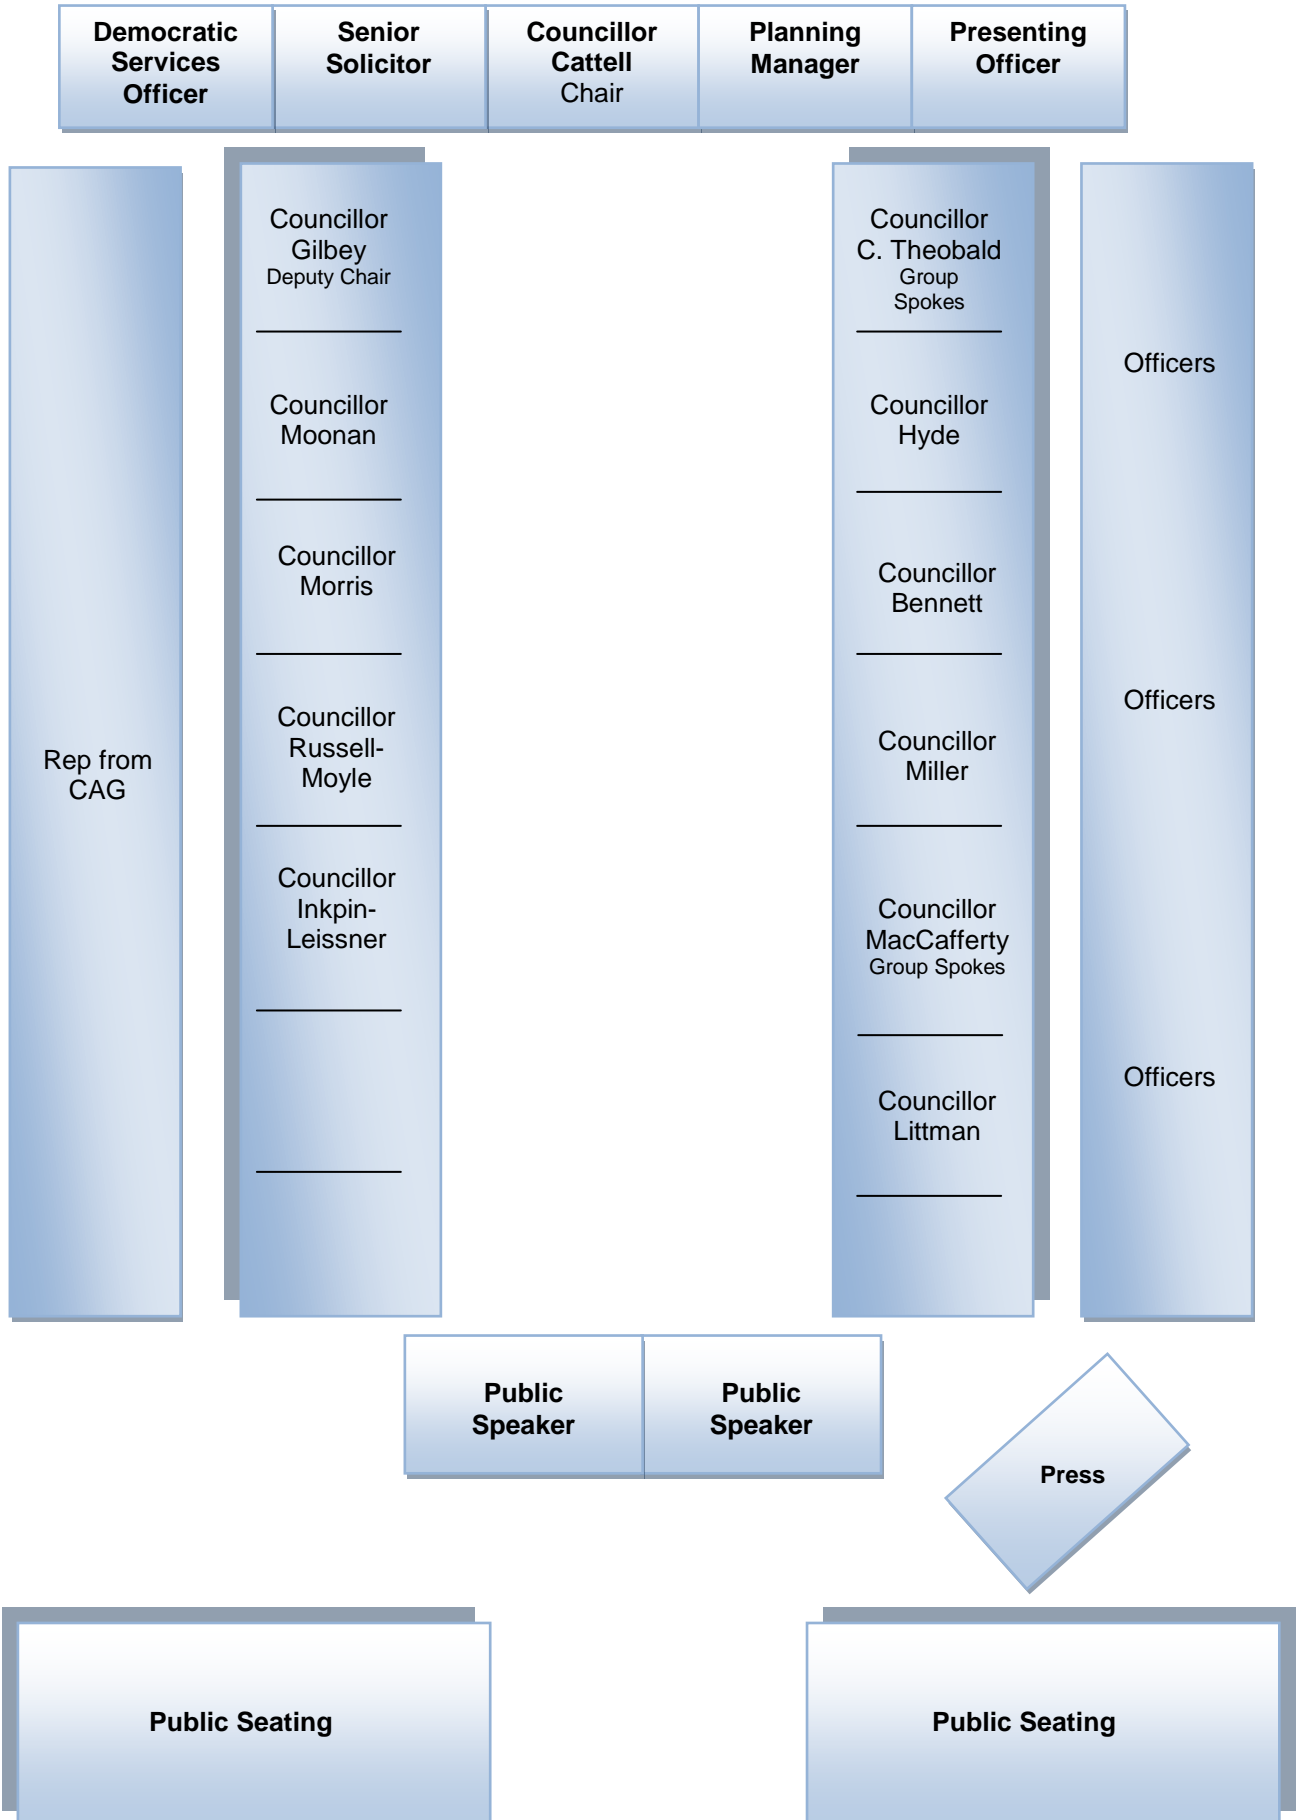 Democratic
Services
Officer
Senior
Solicitor
Councillor
Cattell
Chair
Planning
Manager
Presenting
Officer
Rep from
CAG
Councillor
Gilbey
Deputy Chair
Councillor
Moonan
Councillor
Morris
Councillor
Russell-
Moyle
Councillor
Inkpin-
Leissner
Councillor
C. Theobald
Group
Spokes
Councillor
Hyde
Councillor
Bennett
Councillor
Miller
Councillor
MacCafferty
Group Spokes
Councillor
Littman
Officers
Officers
Officers
Public
Speaker
Public
Speaker
Press
Public Seating
Public Seating